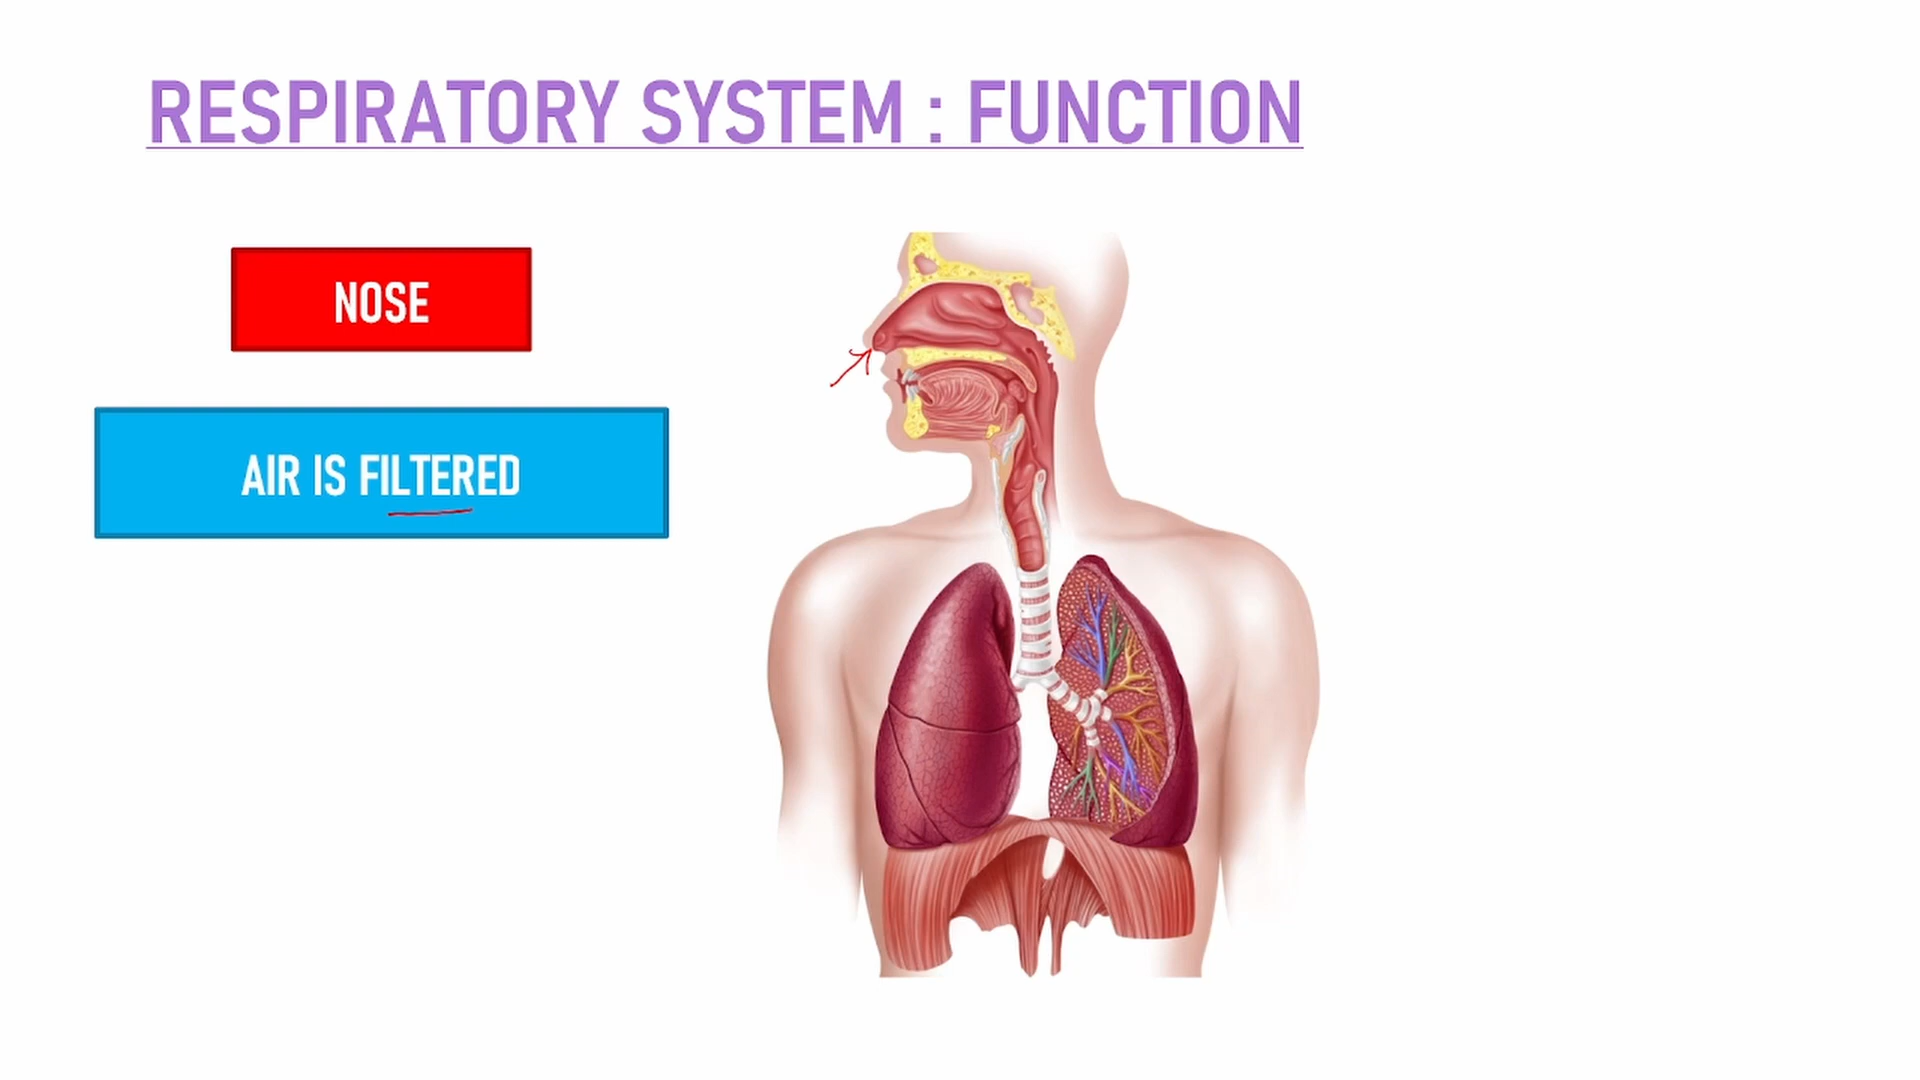 RESPIRATORY SYSTEM : FUNCTION
NOSE
AIR IS FILTERED